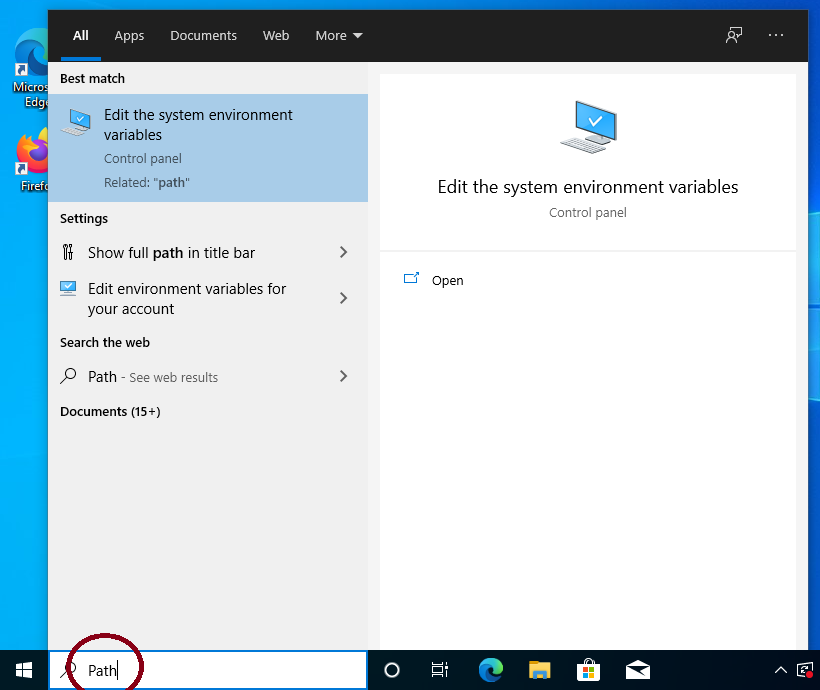 All Apps Documents Web More
Micros
Edge
Firefo
Best match
Edit the system environment
variables
Control panel
Related: "path"
Settings
Show full path in title bar
Edit environment variables for
your account
Search the web
Path - See web results
Documents (15+)
Edit the system environment variables
Control panel
Open
Path